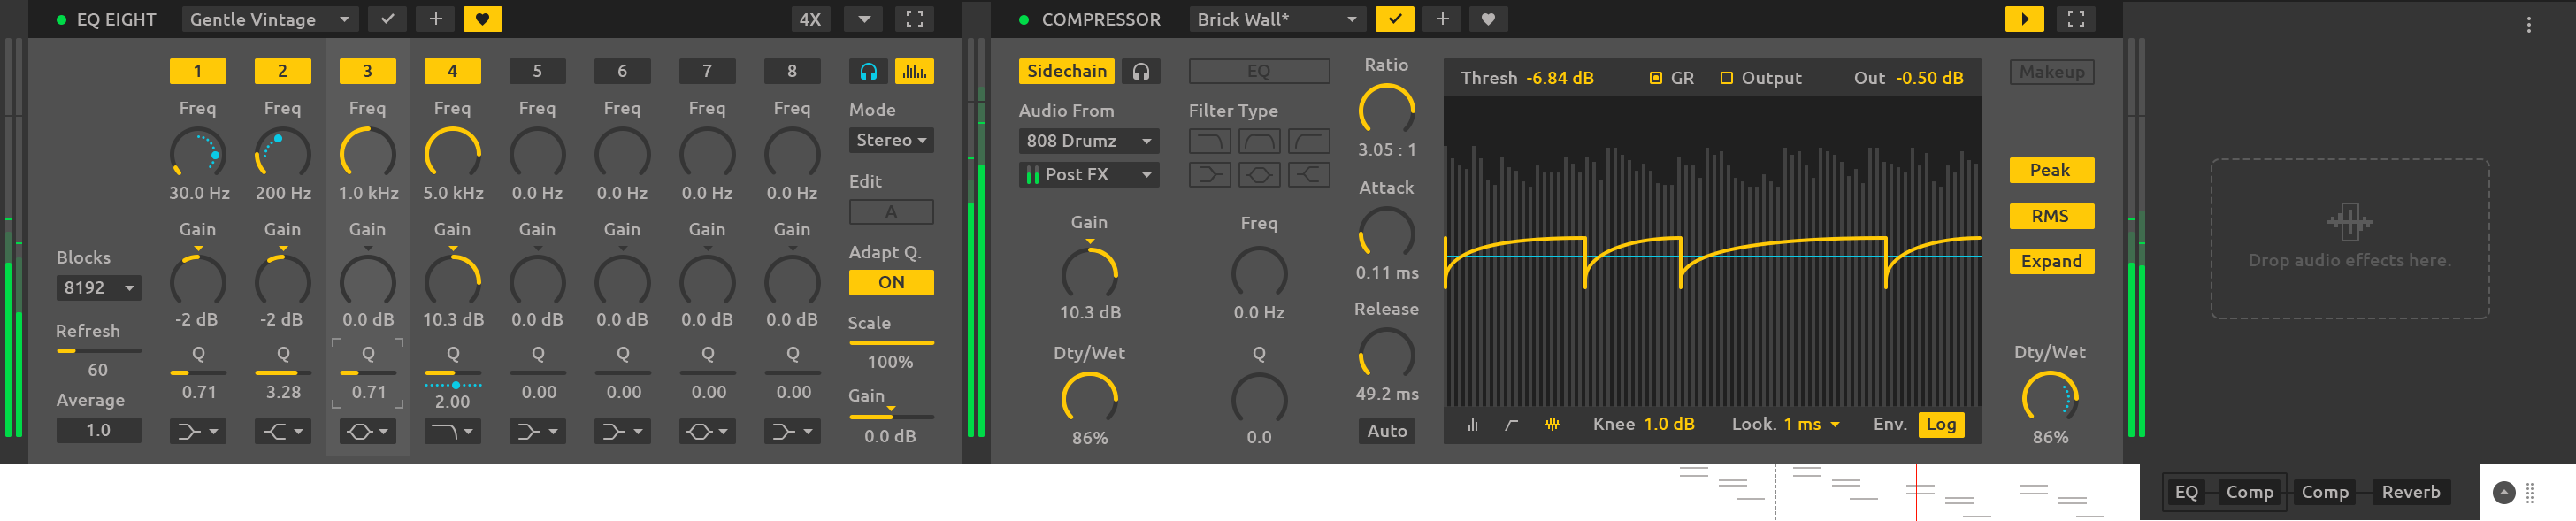 EQ EIGHT
Gentle Vintage
4X
COMPRESSOR
Brick Wall*
1 2 3 4 5 6 7 8
Freq Freq Freq Freq Freq Freq Freq Freq
30.0 Hz 200 Hz 1.0 kHz 5.0 kHz 0.0 Hz 0.0 Hz 0.0 Hz 0.0 Hz
Gain Gain Gain Gain Gain Gain Gain Gain
-2 dB -2 dB 0.0 dB 10.3 dB 0.0 dB 0.0 dB 0.0 dB 0.0 dB
Q Q Q Q Q Q Q Q
0.71 3.28 0.71 2.00 0.00 0.00 0.00 0.00
Blocks
8192
Refresh
60
Average
1.0
Mode
Stereo
Edit
A
Adapt Q.
ON
Scale
100%
Gain
0.0 dB
Sidechain
EQ
Audio From
808 Drumz
Post FX
Filter Type
Gain
10.3 dB
Freq
0.0 Hz
Dty/Wet
86%
Q
0.0
Ratio
3.05 : 1
Attack
0.11 ms
Release
49.2 ms
Auto
Thresh -6.84 dB
GR
Output
Out -0.50 dB
Knee 1.0 dB
Look. 1 ms
Env. Log
Makeup
Peak
RMS
Expand
Dty/Wet
86%
Drop audio effects here.
EQ Comp Comp Reverb